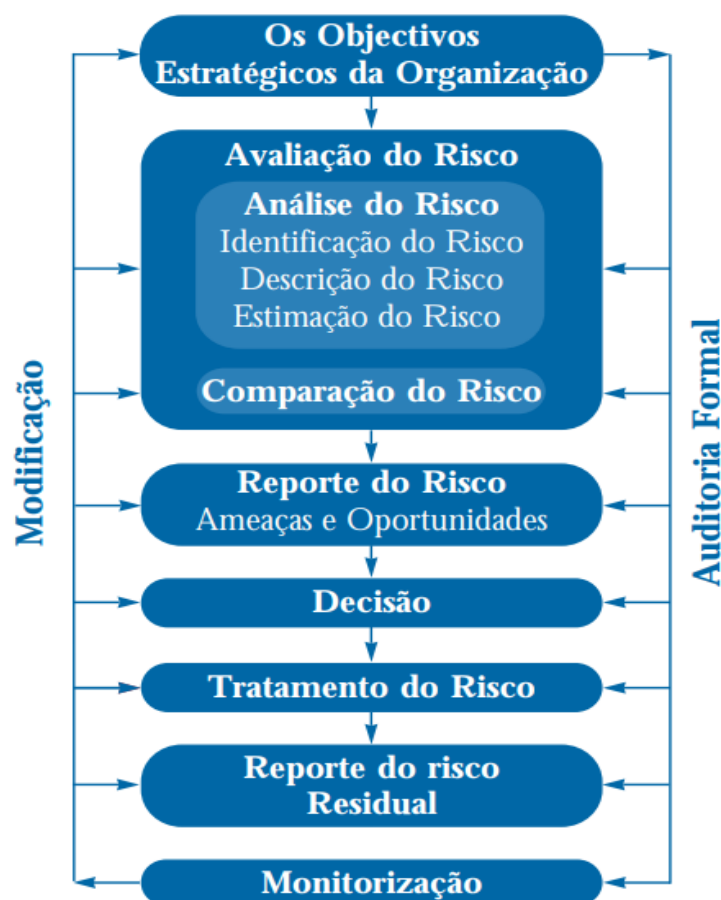 Os Objectivos
Estratégicos da Organização
Avaliação do Risco
Análise do Risco
Identificação do Risco
Descrição do Risco
Estimação do Risco
Comparação do Risco
Reporte do Risco
Ameaças e Oportunidades
Decisão
Tratamento do Risco
Reporte do risco
Residual
Monitorização
Modificação
Auditoria Formal